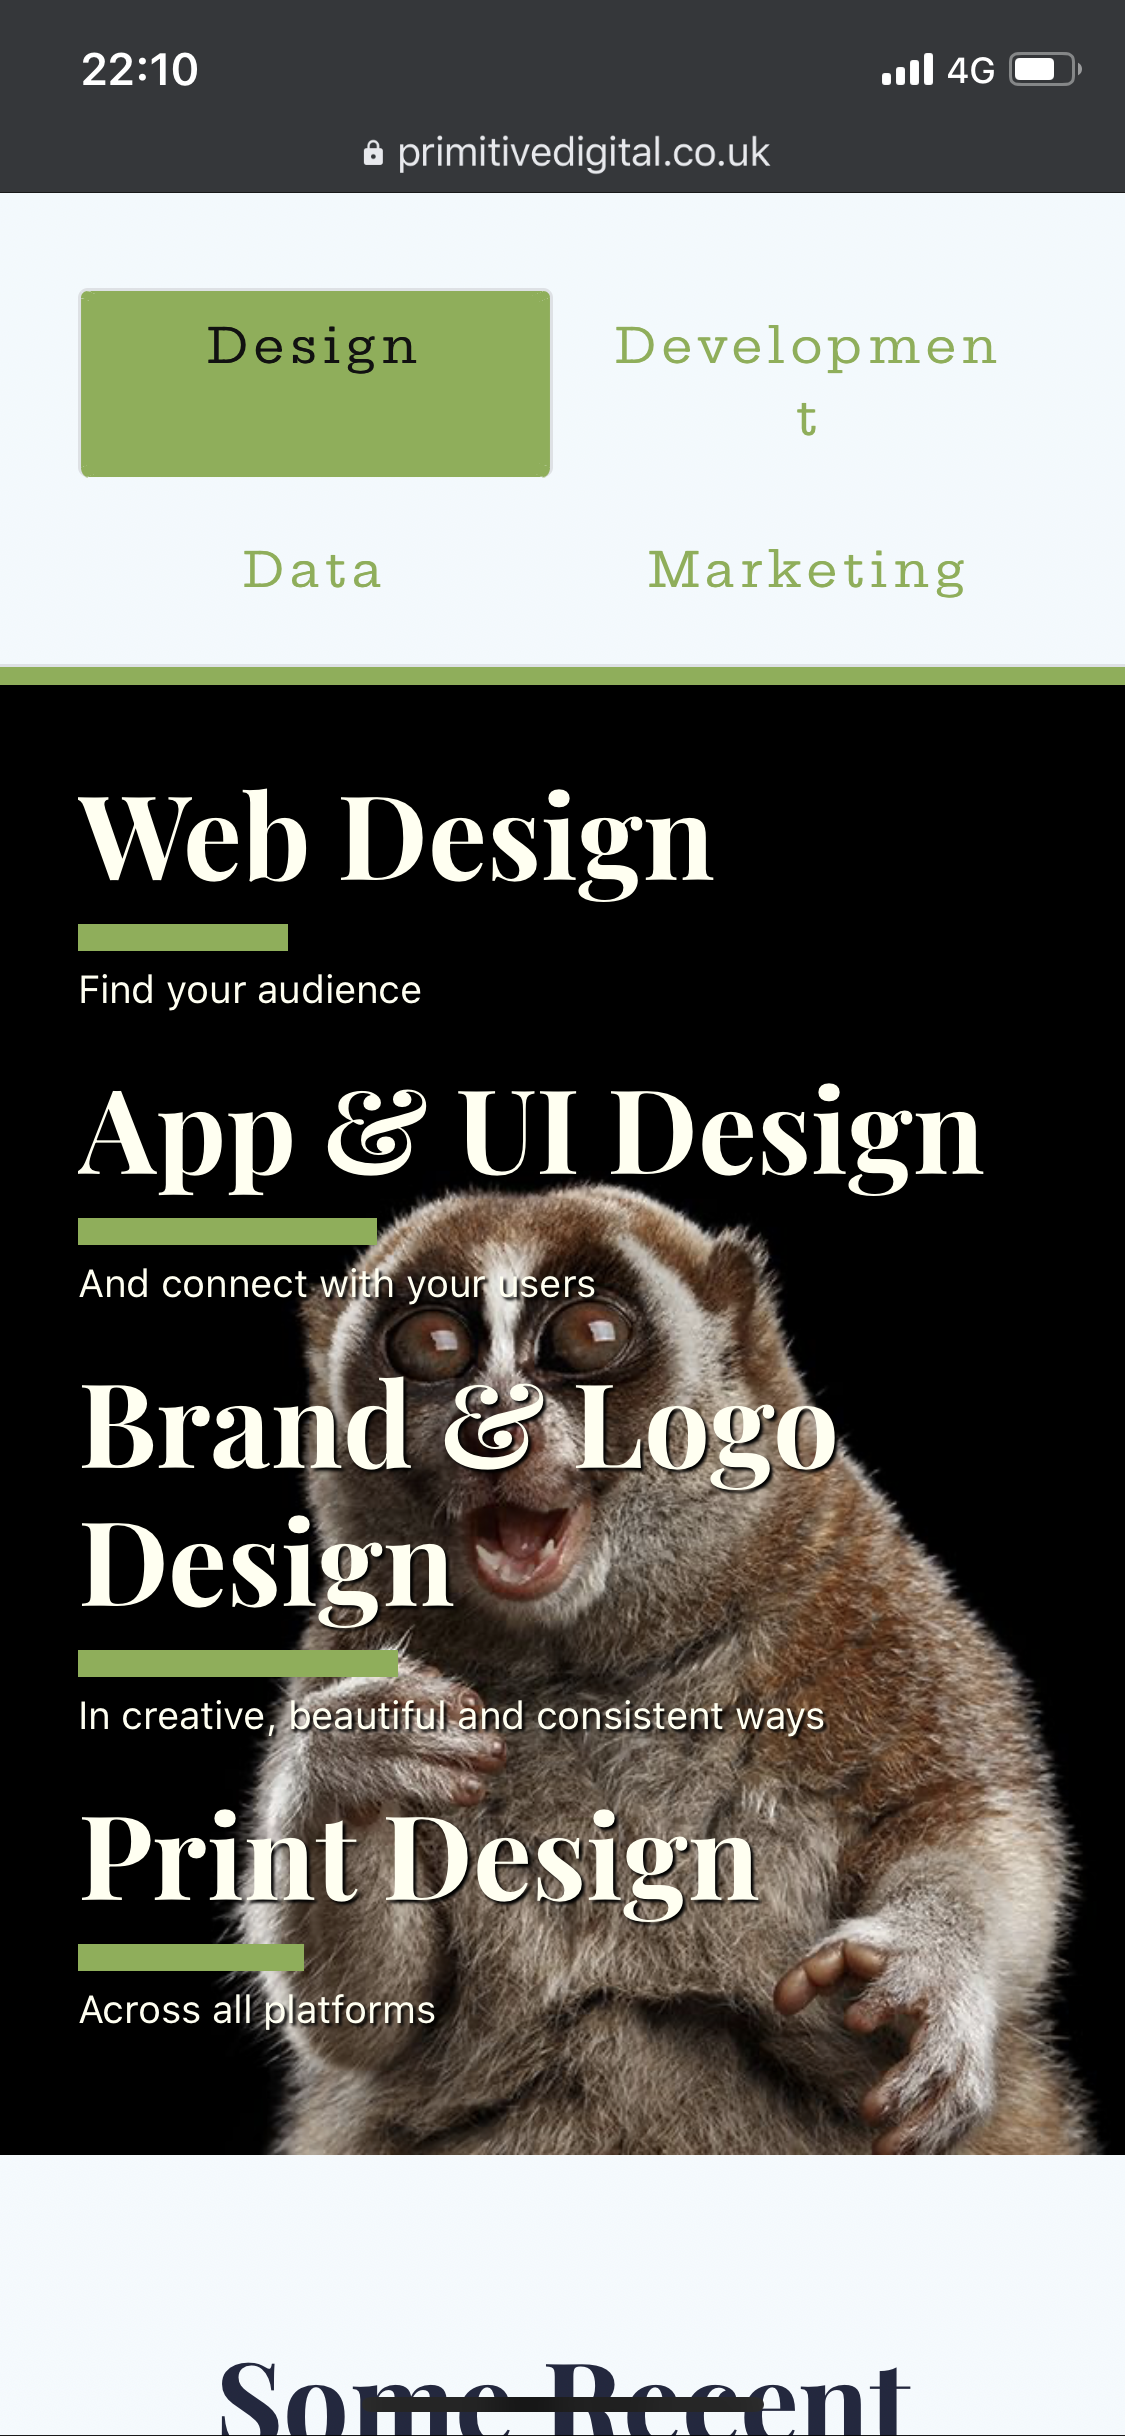 22:10
4G
primitivedigital.co.uk
Design
Developmen
t
Data
Marketing
Web Design
Find your audience
App & UI Design
And connect with your users
Brand & Logo
Design
In creative, beautiful and consistent ways
Print Design
Across all platforms
Some Recent